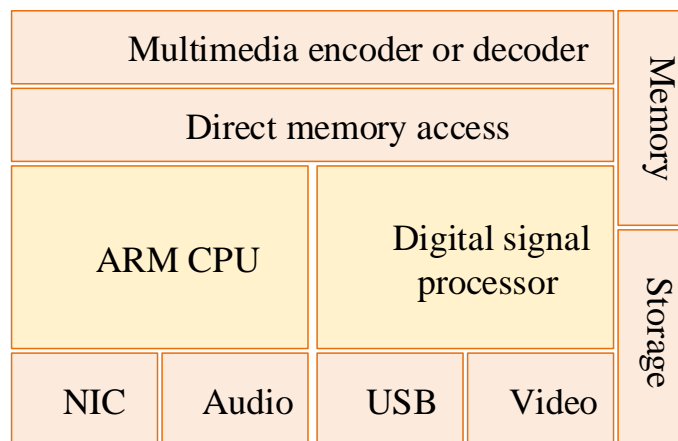 Multimedia encoder or decoder
Memory
Direct memory access
ARM CPU
Digital signal
processor
Storage
NIC
Audio
USB
Video